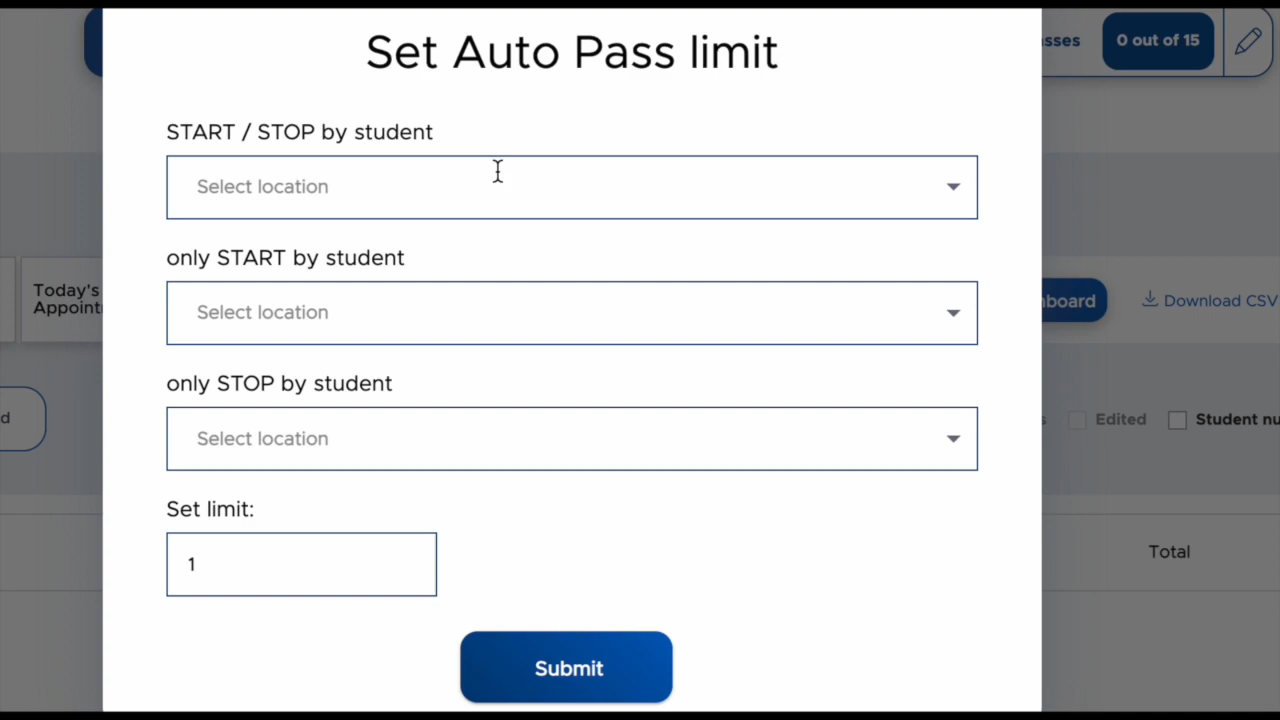 Set Auto Pass limit
0 out of 15
START / STOP by student
Select location
only START by student
Today's
Select location
Download CSV
only STOP by student
Select location
Edited
Student
Set limit:
1
Total
Submit